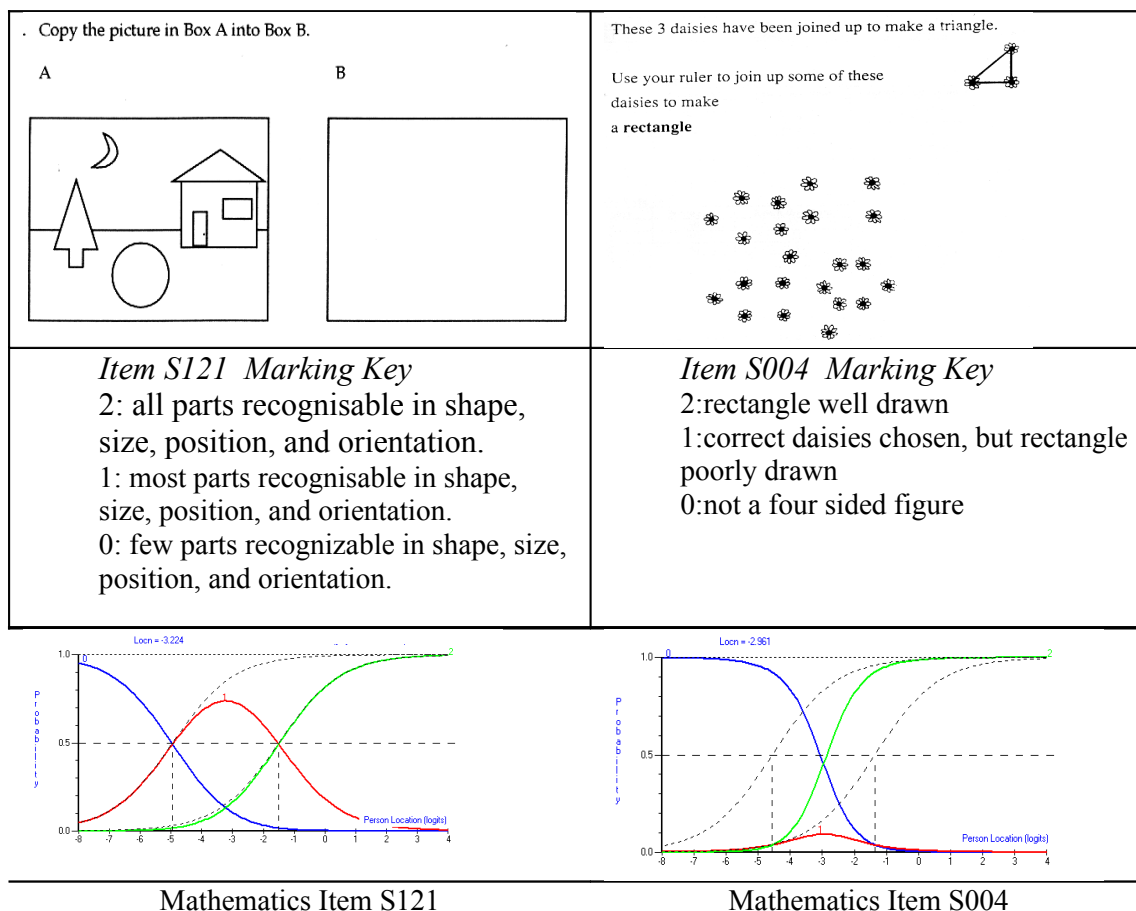 . Copy the picture in Box A into Box B.
A
B
These 3 daisies have been joined up to make a triangle.
Use your ruler to join up some of these
daisies to make
a rectangle
Item S121 Marking Key
2: all parts recognisable in shape,
size, position, and orientation.
1: most parts recognisable in shape,
size, position, and orientation.
0: few parts recognizable in shape, size,
position, and orientation.
Item S004 Marking Key
2:rectangle well drawn
1:correct daisies chosen, but rectangle
poorly drawn
0:not a four sided figure
Locn = -3.224
1.0
0
1
2
Probability
0.5
Person Location (logits)
0.0
-8 -7 -6 -5 -4 -3 -2 -1 0 1 2 3 4
Locn = -2.961
0
1.0
2
Probability
0.5
1
Person Location (logits)
0.0
-8 -7 -6 -5 -4 -3 -2 -1 0 1 2 3 4
Mathematics Item S121
Mathematics Item S004